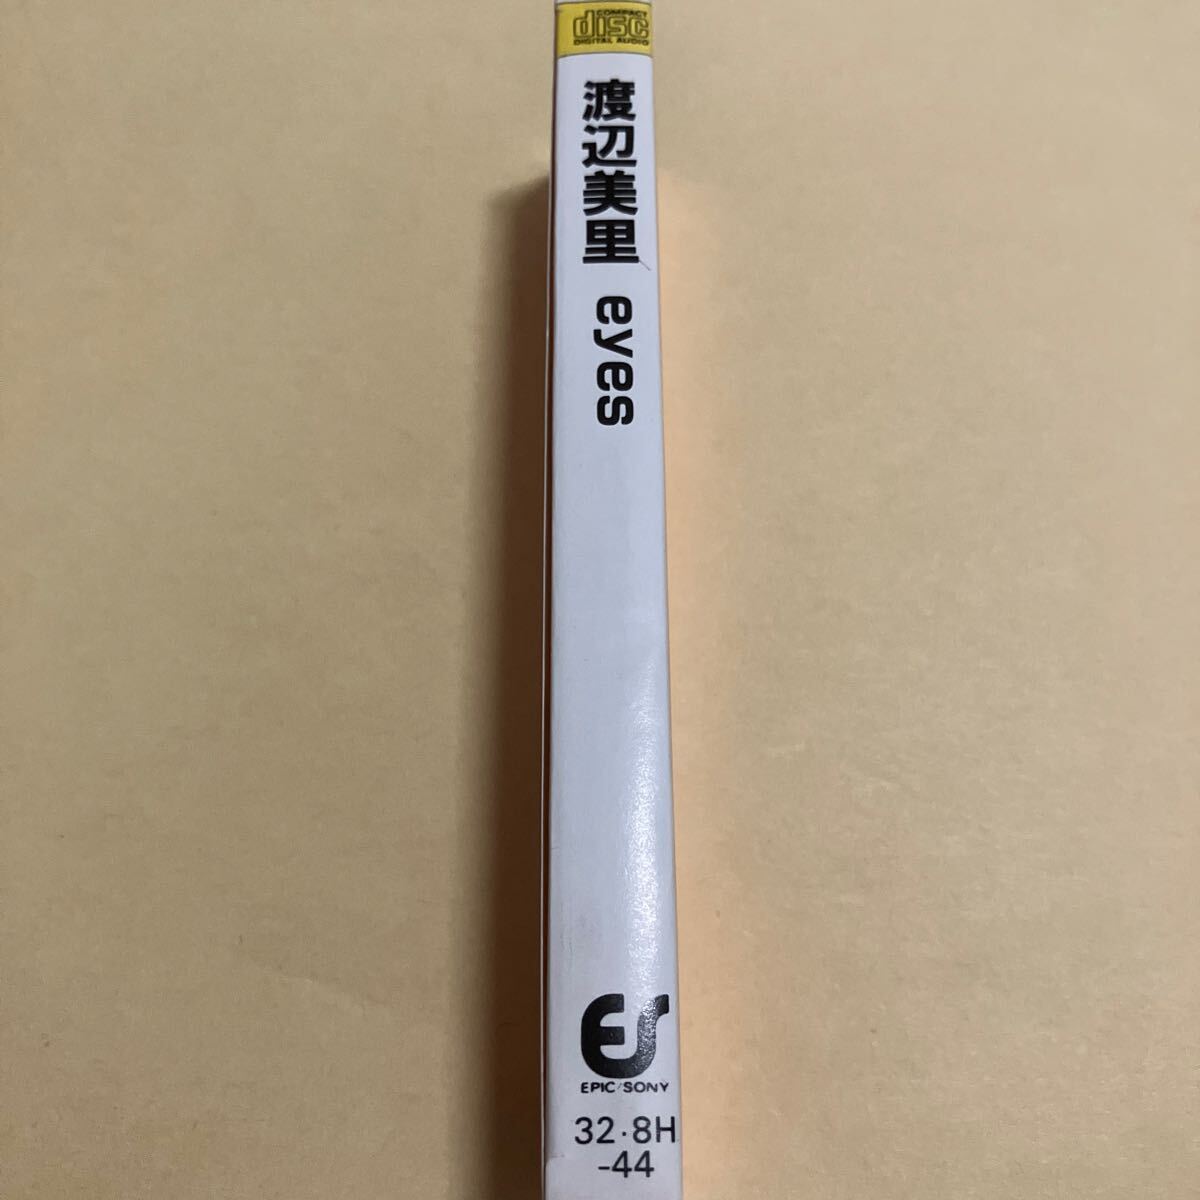 COMPACT
disc
DIGITAL AUDIO
渡辺美里 eyes
EPIC/SONY
32・8H
-44